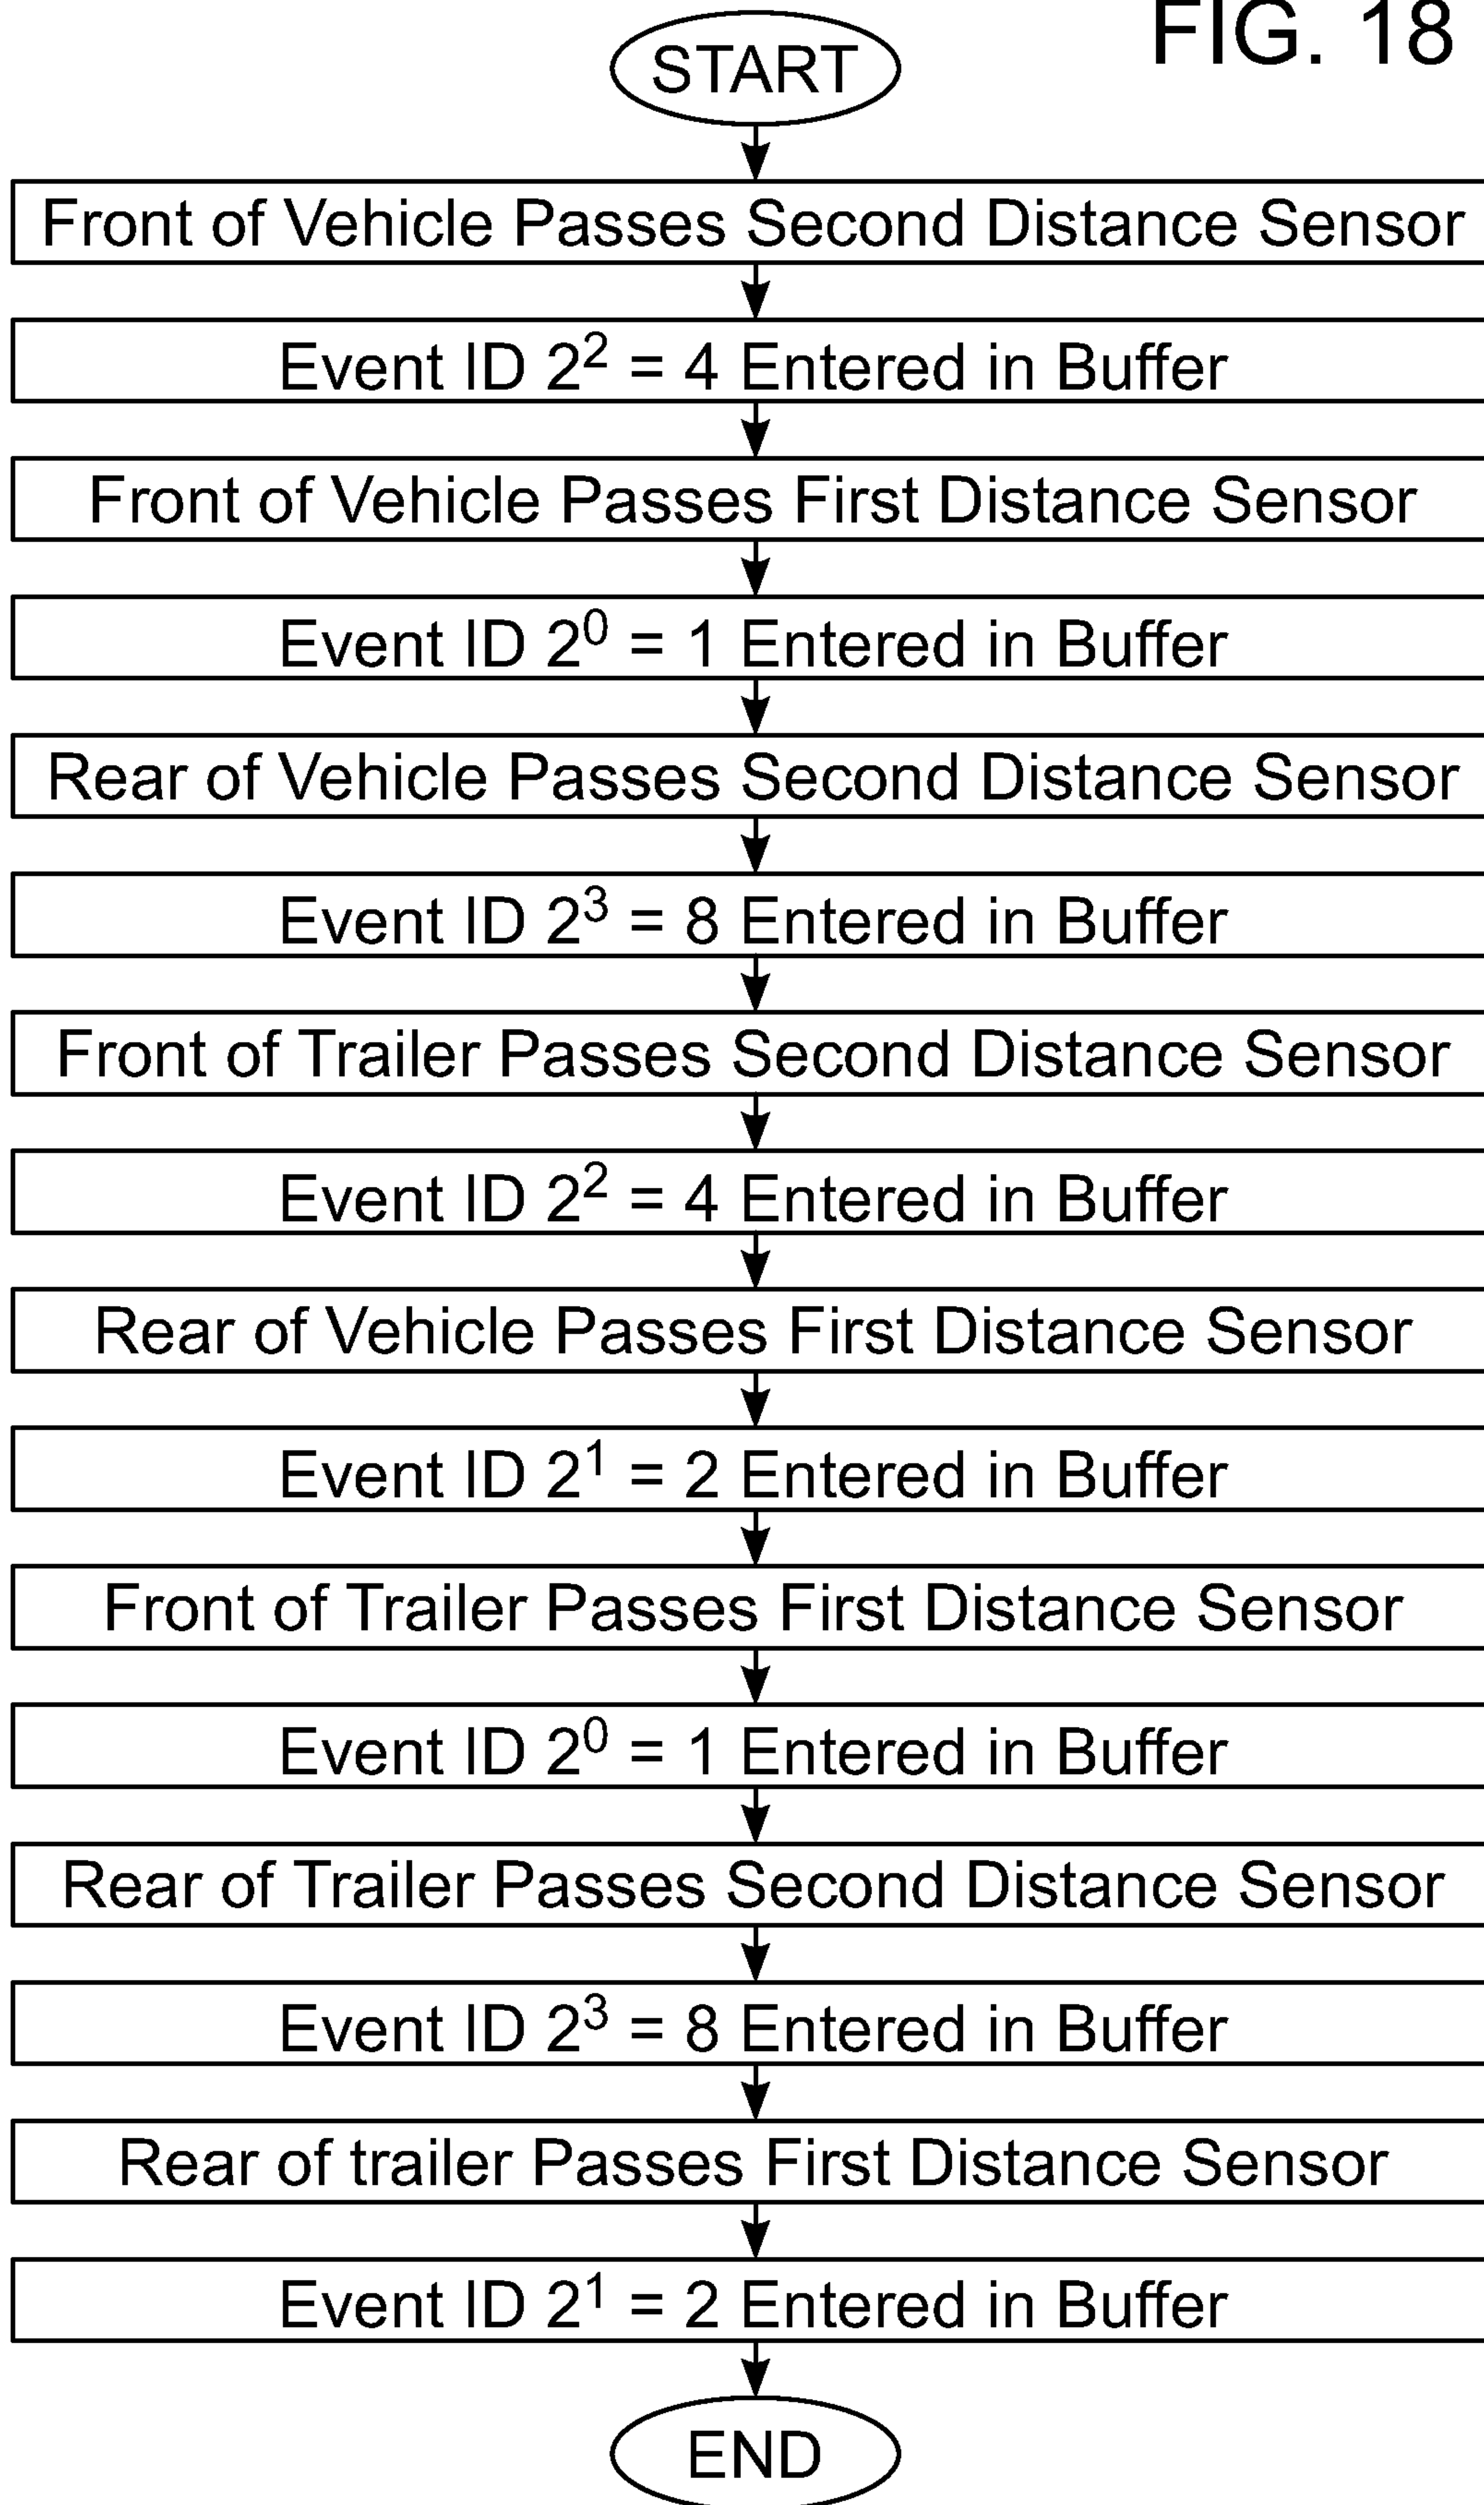 FIG. 18
START
Front of Vehicle Passes Second Distance Sensor
Event ID 2² = 4 Entered in Buffer
Front of Vehicle Passes First Distance Sensor
Event ID 2⁰ = 1 Entered in Buffer
Rear of Vehicle Passes Second Distance Sensor
Event ID 2³ = 8 Entered in Buffer
Front of Trailer Passes Second Distance Sensor
Event ID 2² = 4 Entered in Buffer
Rear of Vehicle Passes First Distance Sensor
Event ID 2¹ = 2 Entered in Buffer
Front of Trailer Passes First Distance Sensor
Event ID 2⁰ = 1 Entered in Buffer
Rear of Trailer Passes Second Distance Sensor
Event ID 2³ = 8 Entered in Buffer
Rear of trailer Passes First Distance Sensor
Event ID 2¹ = 2 Entered in Buffer
END